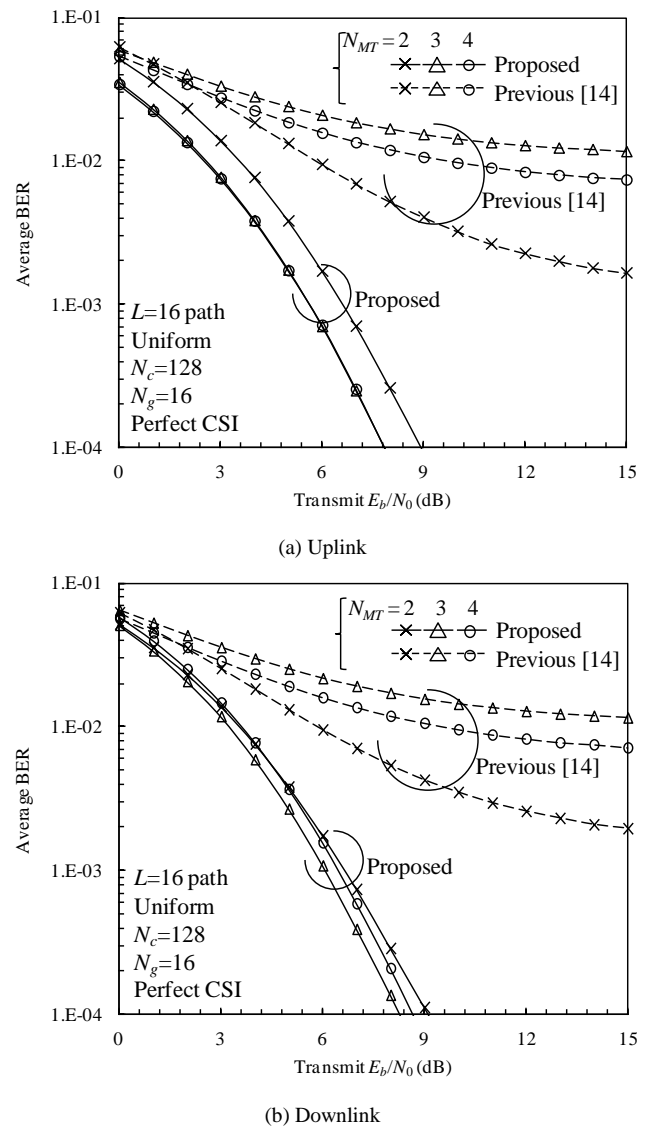 1.E-01
1.E-02
1.E-03
1.E-04
Average BER
N_MT = 2 3 4
Proposed
Previous [14]
Previous [14]
Proposed
L=16 path
Uniform
N_c=128
N_g=16
Perfect CSI
0 3 6 9 12 15
Transmit E_b/N_0 (dB)
(a) Uplink
1.E-01
1.E-02
1.E-03
1.E-04
Average BER
N_MT = 2 3 4
Proposed
Previous [14]
Previous [14]
Proposed
L=16 path
Uniform
N_c=128
N_g=16
Perfect CSI
0 3 6 9 12 15
Transmit E_b/N_0 (dB)
(b) Downlink